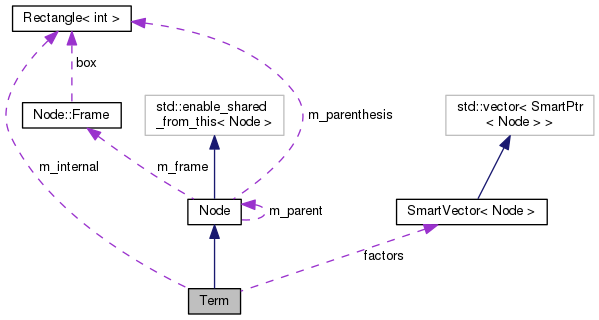 Rectangle< int >
box
std::enable_shared
_from_this< Node >
std::vector< SmartPtr
< Node > >
Node::Frame
m_parenthesis
m_internal
m_frame
Node
m_parent
SmartVector< Node >
factors
Term